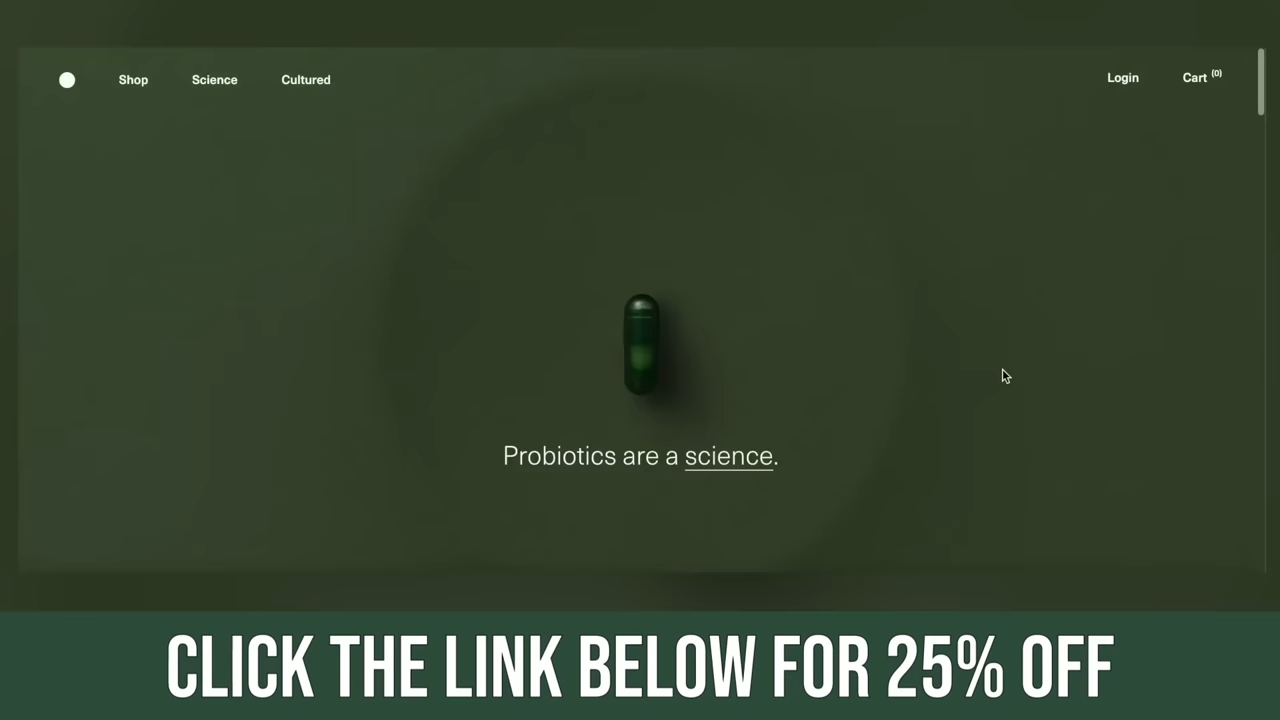 Shop Science Cultured Login Cart (0)
Probiotics are a science.
CLICK THE LINK BELOW FOR 25% OFF